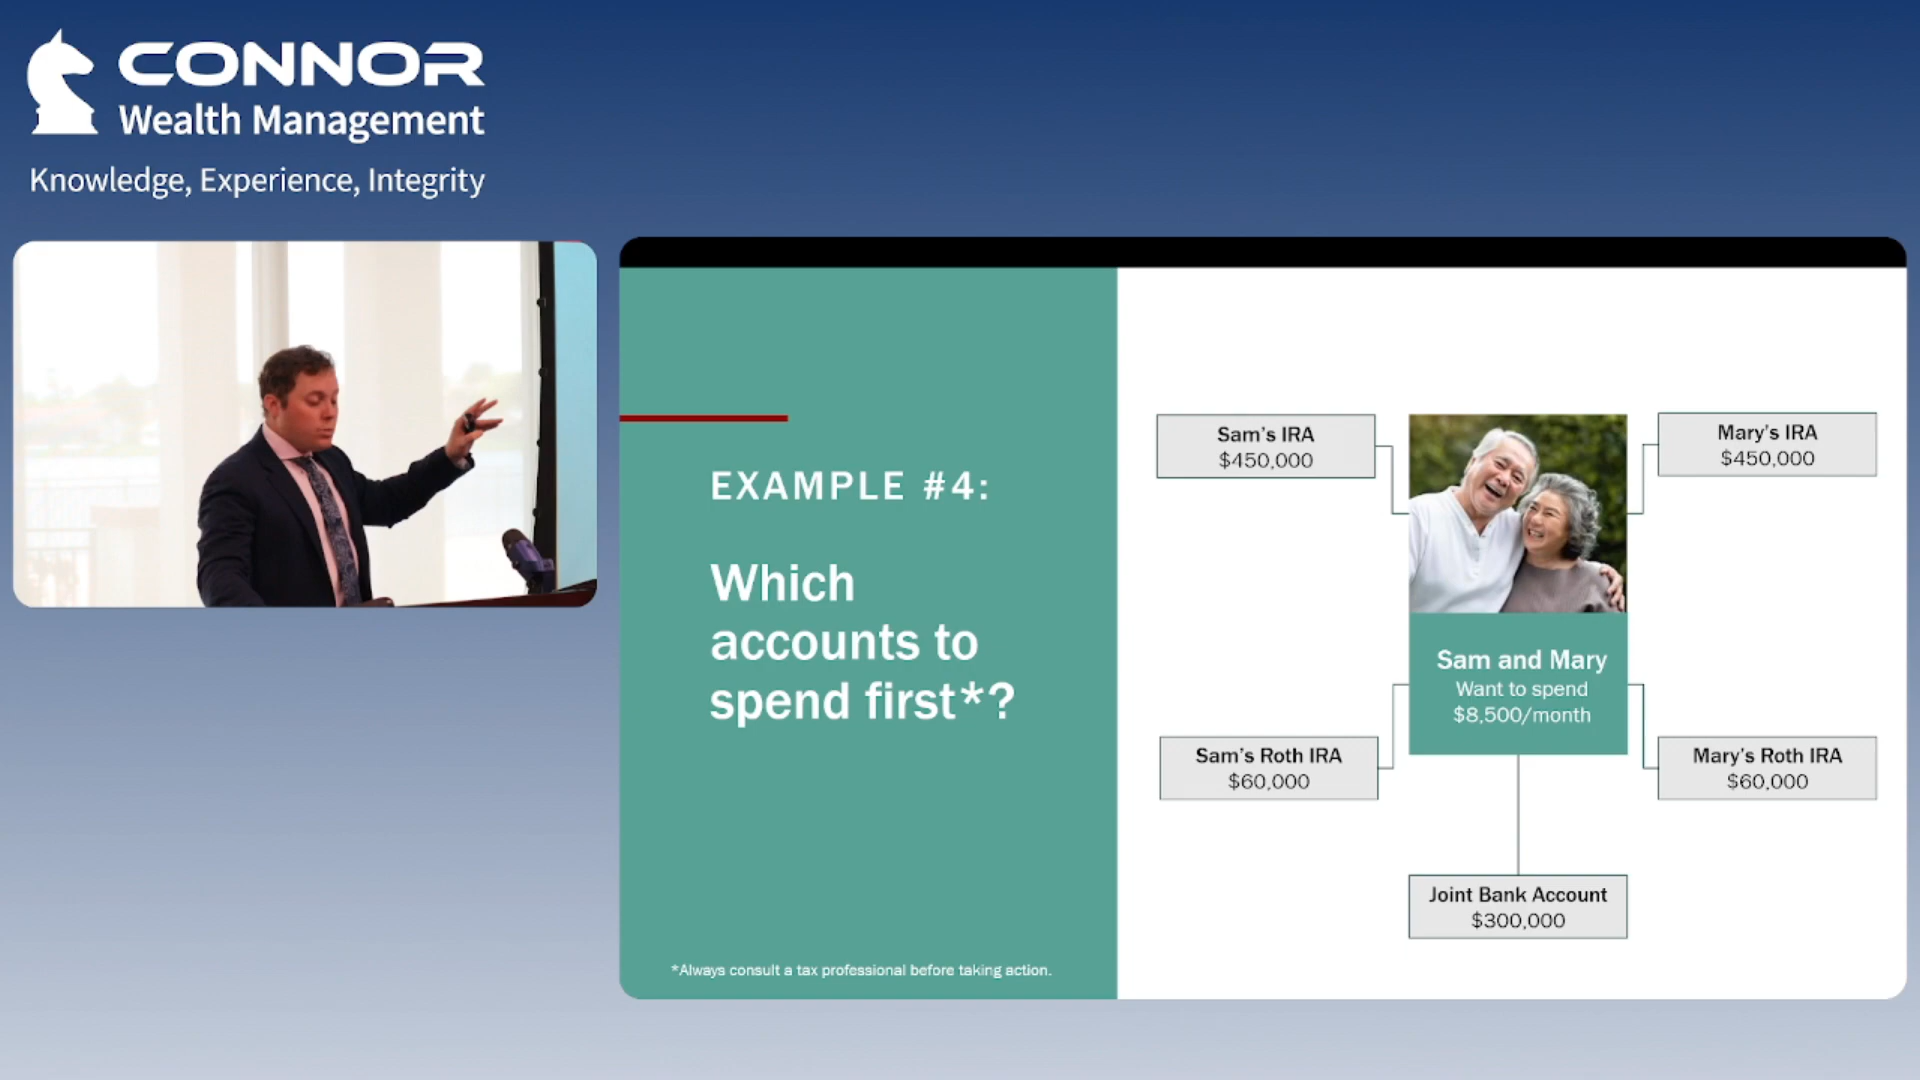 CONNOR
Wealth Management
Knowledge, Experience, Integrity
EXAMPLE #4:
Which
accounts to
spend first*?
*Always consult a tax professional before taking action.
Sam's IRA
$450,000
Mary's IRA
$450,000
Sam and Mary
Want to spend
$8,500/month
Sam's Roth IRA
$60,000
Mary's Roth IRA
$60,000
Joint Bank Account
$300,000